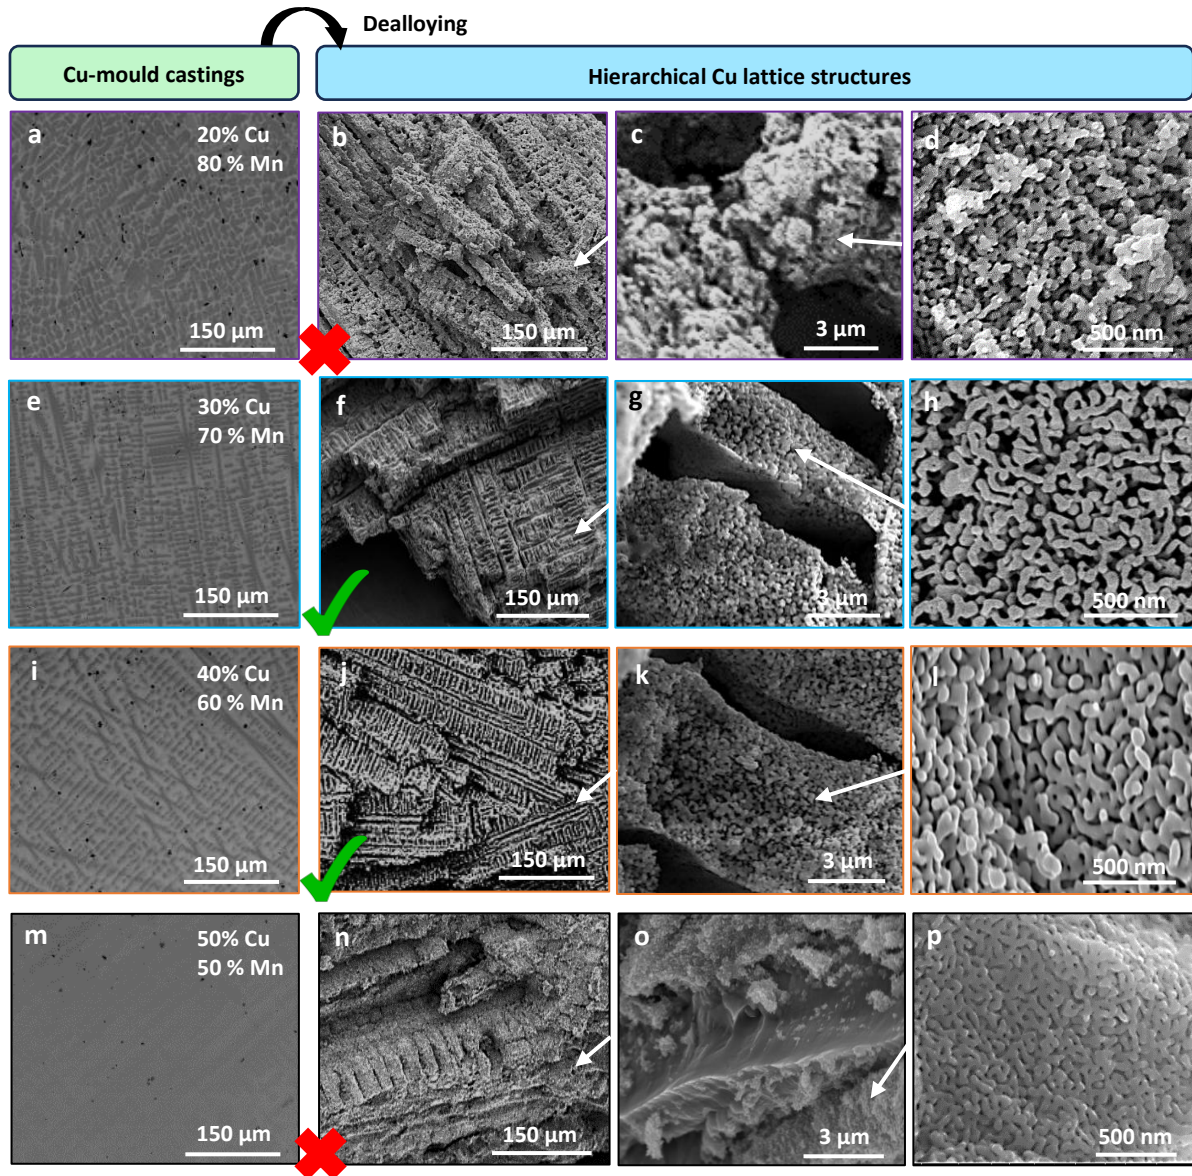 Dealloying
Cu-mould castings
Hierarchical Cu lattice structures
a
20% Cu
80 % Mn
150 µm
b
150 µm
c
3 µm
d
500 nm
e
30% Cu
70 % Mn
150 µm
f
150 µm
g
3 µm
h
500 nm
i
40% Cu
60 % Mn
150 µm
j
150 µm
k
3 µm
l
500 nm
m
50% Cu
50 % Mn
150 µm
n
150 µm
o
3 µm
p
500 nm